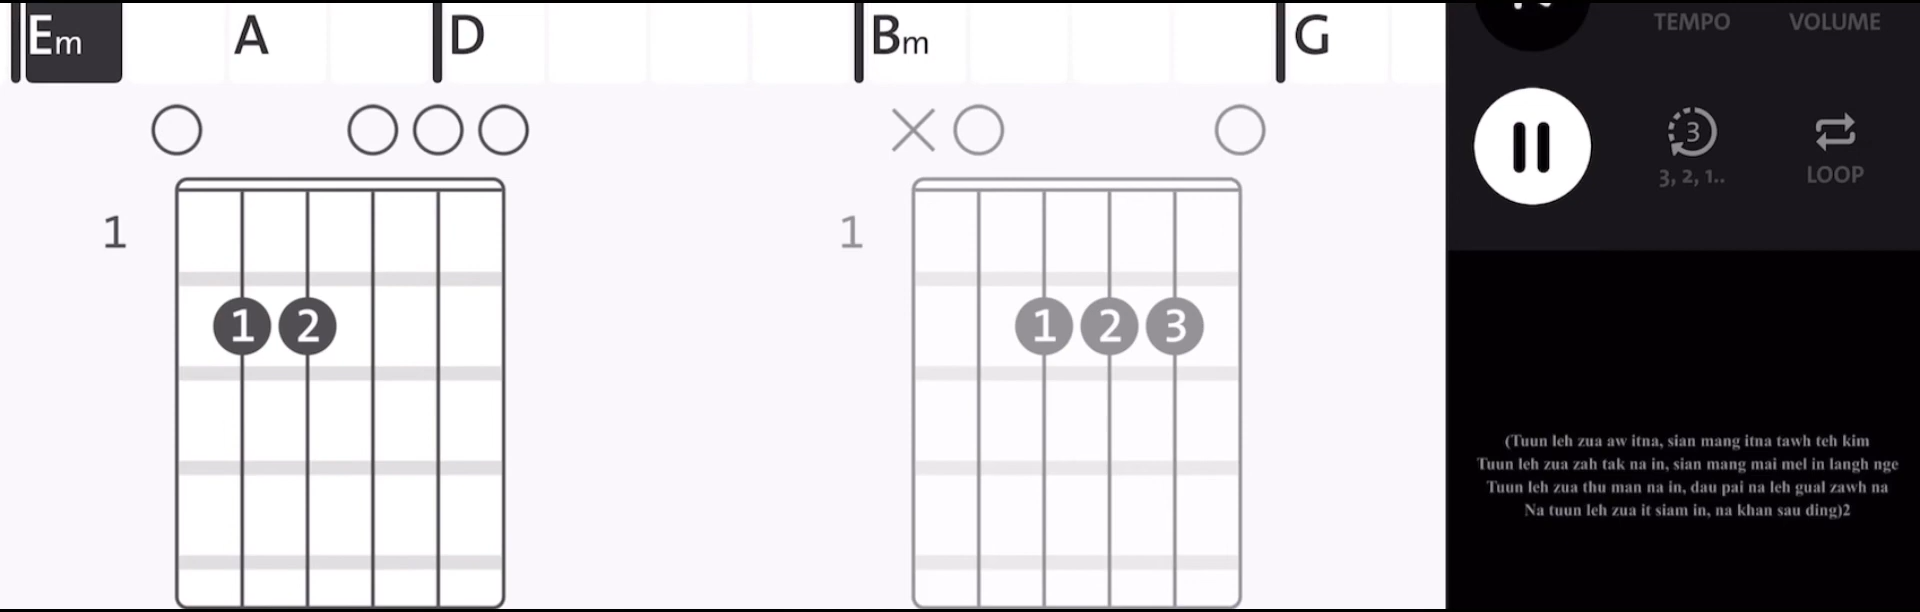 Em A D Bm G
1 1
1 2 1 2 3
TEMPO VOLUME
3
3, 2, 1.. LOOP
(Tuun leh zua aw itna, sian mang itna tawh teh kim
Tuun leh zua zah tak na in, sian mang mai mel in langh nge
Tuun leh zua thu man na in, dau pai na leh gual zawh na
Na tuun leh zua it siam in, na khan sau ding)2